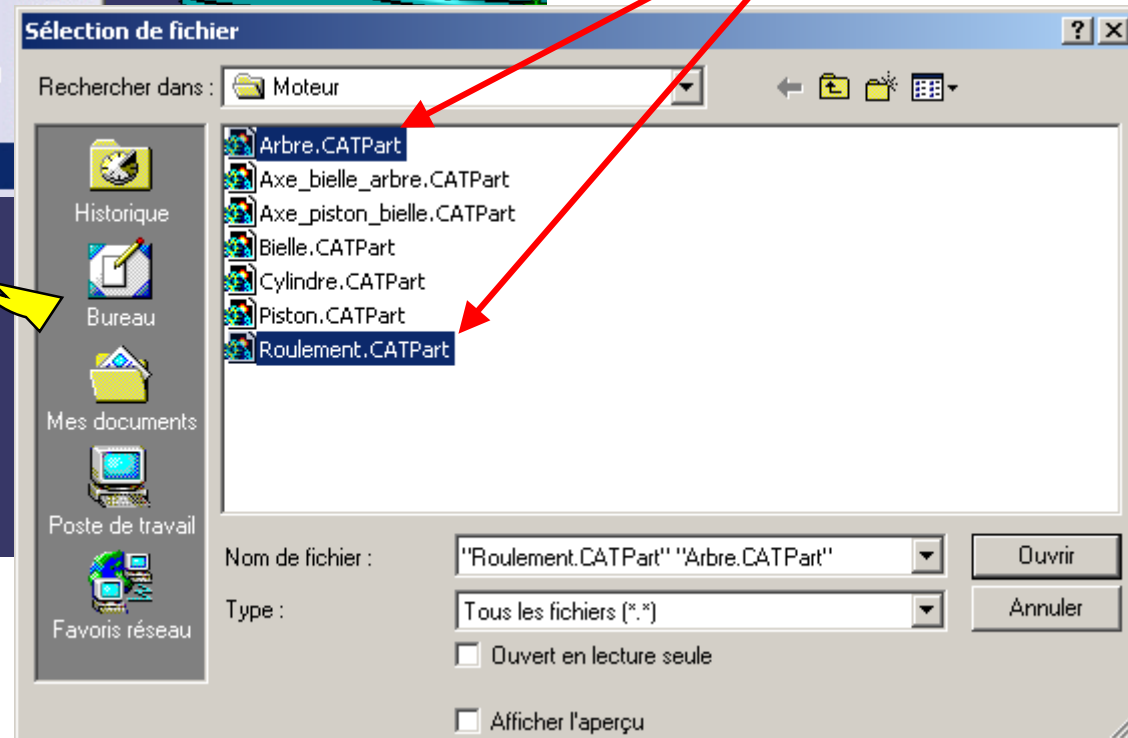 Sélection de fichier
Rechercher dans :
Moteur
Historique
Bureau
Mes documents
Poste de travail
Favoris réseau
Arbre.CATPart
Axe_bielle_arbre.CATPart
Axe_piston_bielle.CATPart
Bielle.CATPart
Cylindre.CATPart
Piston.CATPart
Roulement.CATPart
Nom de fichier :
"Roulement.CATPart" "Arbre.CATPart"
Ouvrir
Type :
Tous les fichiers (*.*)
Annuler
Ouvert en lecture seule
Afficher l'aperçu